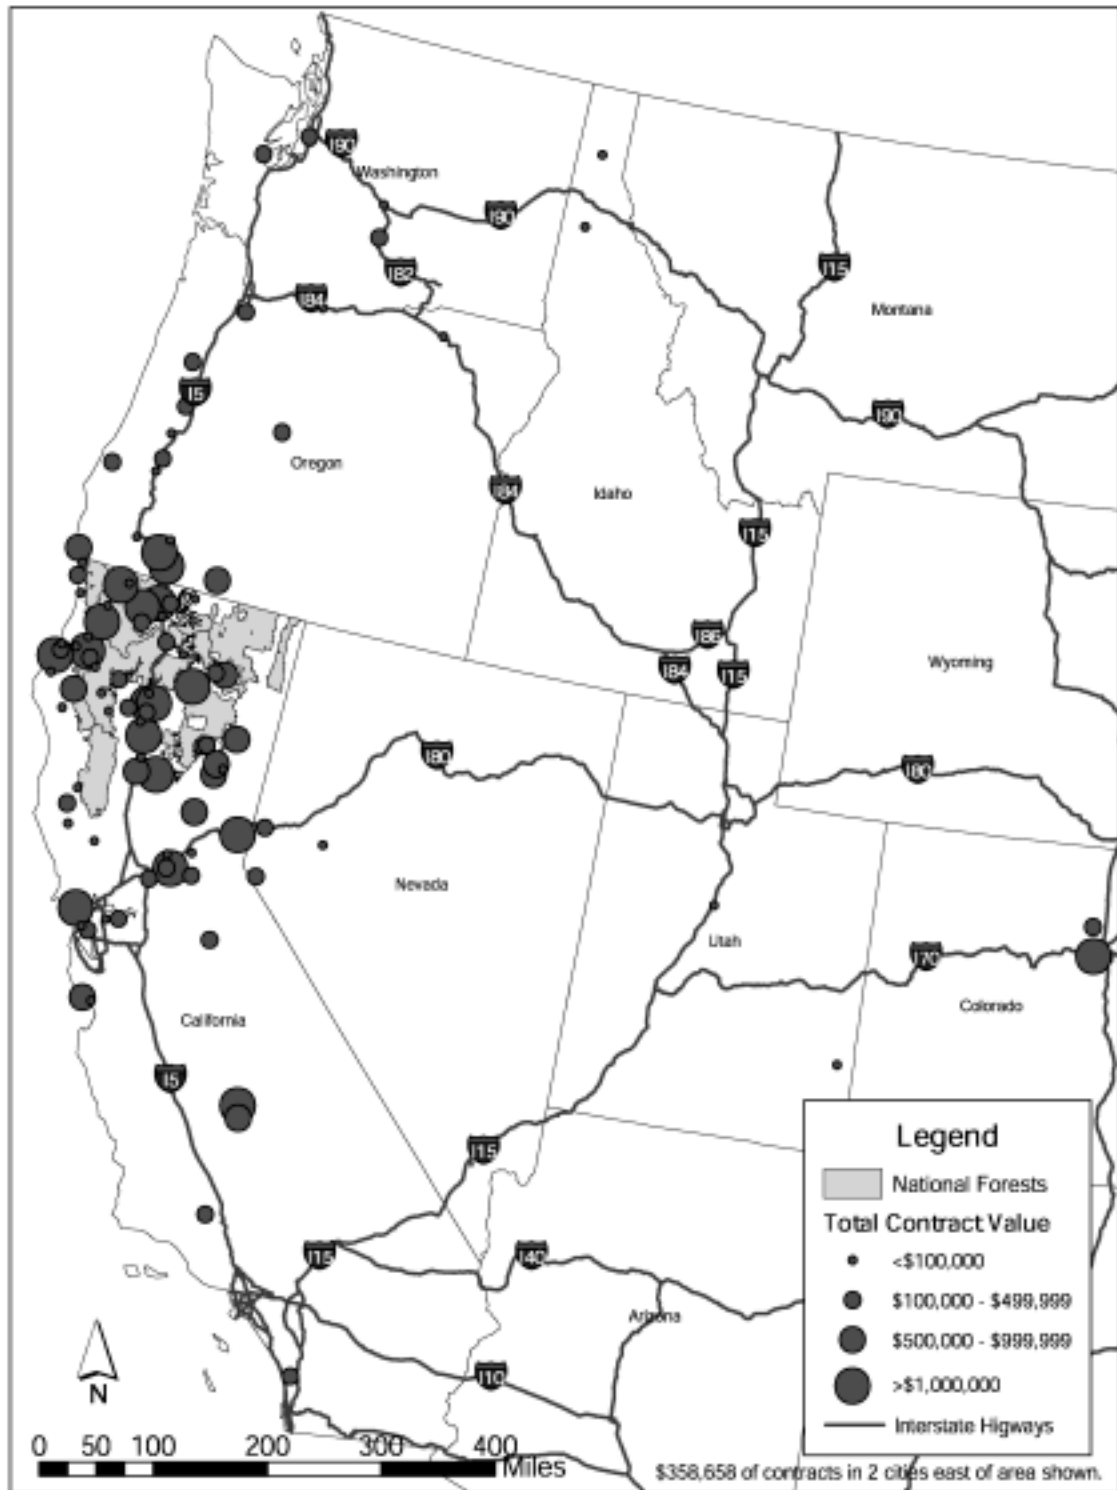 I90
Washington
I90
I82
I15
I84
Montana
I5
I90
Oregon
I84
Idaho
I15
I86
Wyoming
I84
I15
I80
I80
Nevada
Utah
I70
Colorado
California
I5
I15
Legend
National Forests
Total Contract Value
<$100,000
$100,000 - $499,999
$500,000 - $999,999
>$1,000,000
Interstate Higways
I15
I40
Arizona
I10
N
0 50 100 200 300 400
Miles
$358,658 of contracts in 2 cities east of area shown.